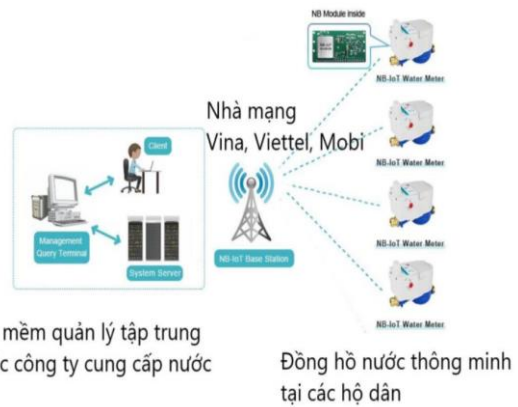 NB Module Inside
NB-IoT Water Meter
Nhà mạng
Vina, Viettel, Mobi
NB-IoT Water Meter
Client
Management
Query Terminal
System Server
NB-IoT Base Station
NB-IoT Water Meter
NB-IoT Water Meter
mềm quản lý tập trung
công ty cung cấp nước
Đồng hồ nước thông minh
tại các hộ dân